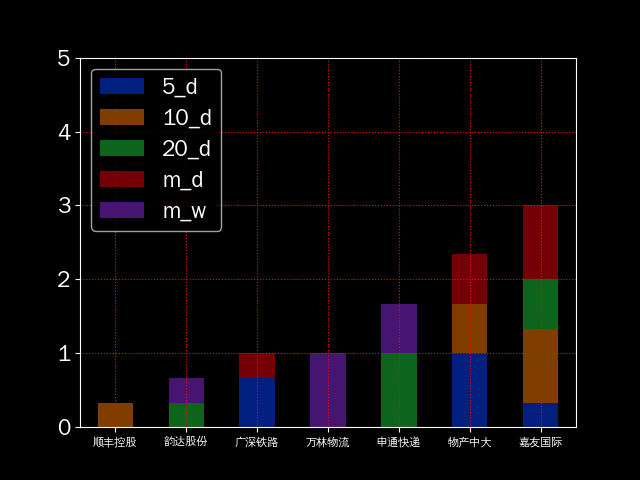 5
4
3
2
1
0
5_d
10_d
20_d
m_d
m_w
顺丰控股 韵达股份 广深铁路 万林物流 申通快递 物产中大 嘉友国际